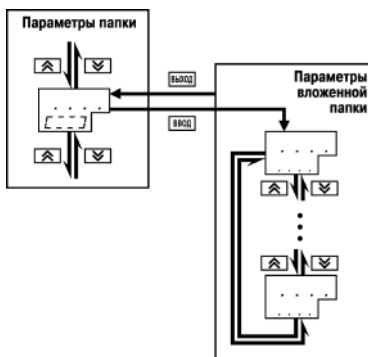 Параметры папки
ВЫХОД
ВВОД
Параметры
вложенной
папки